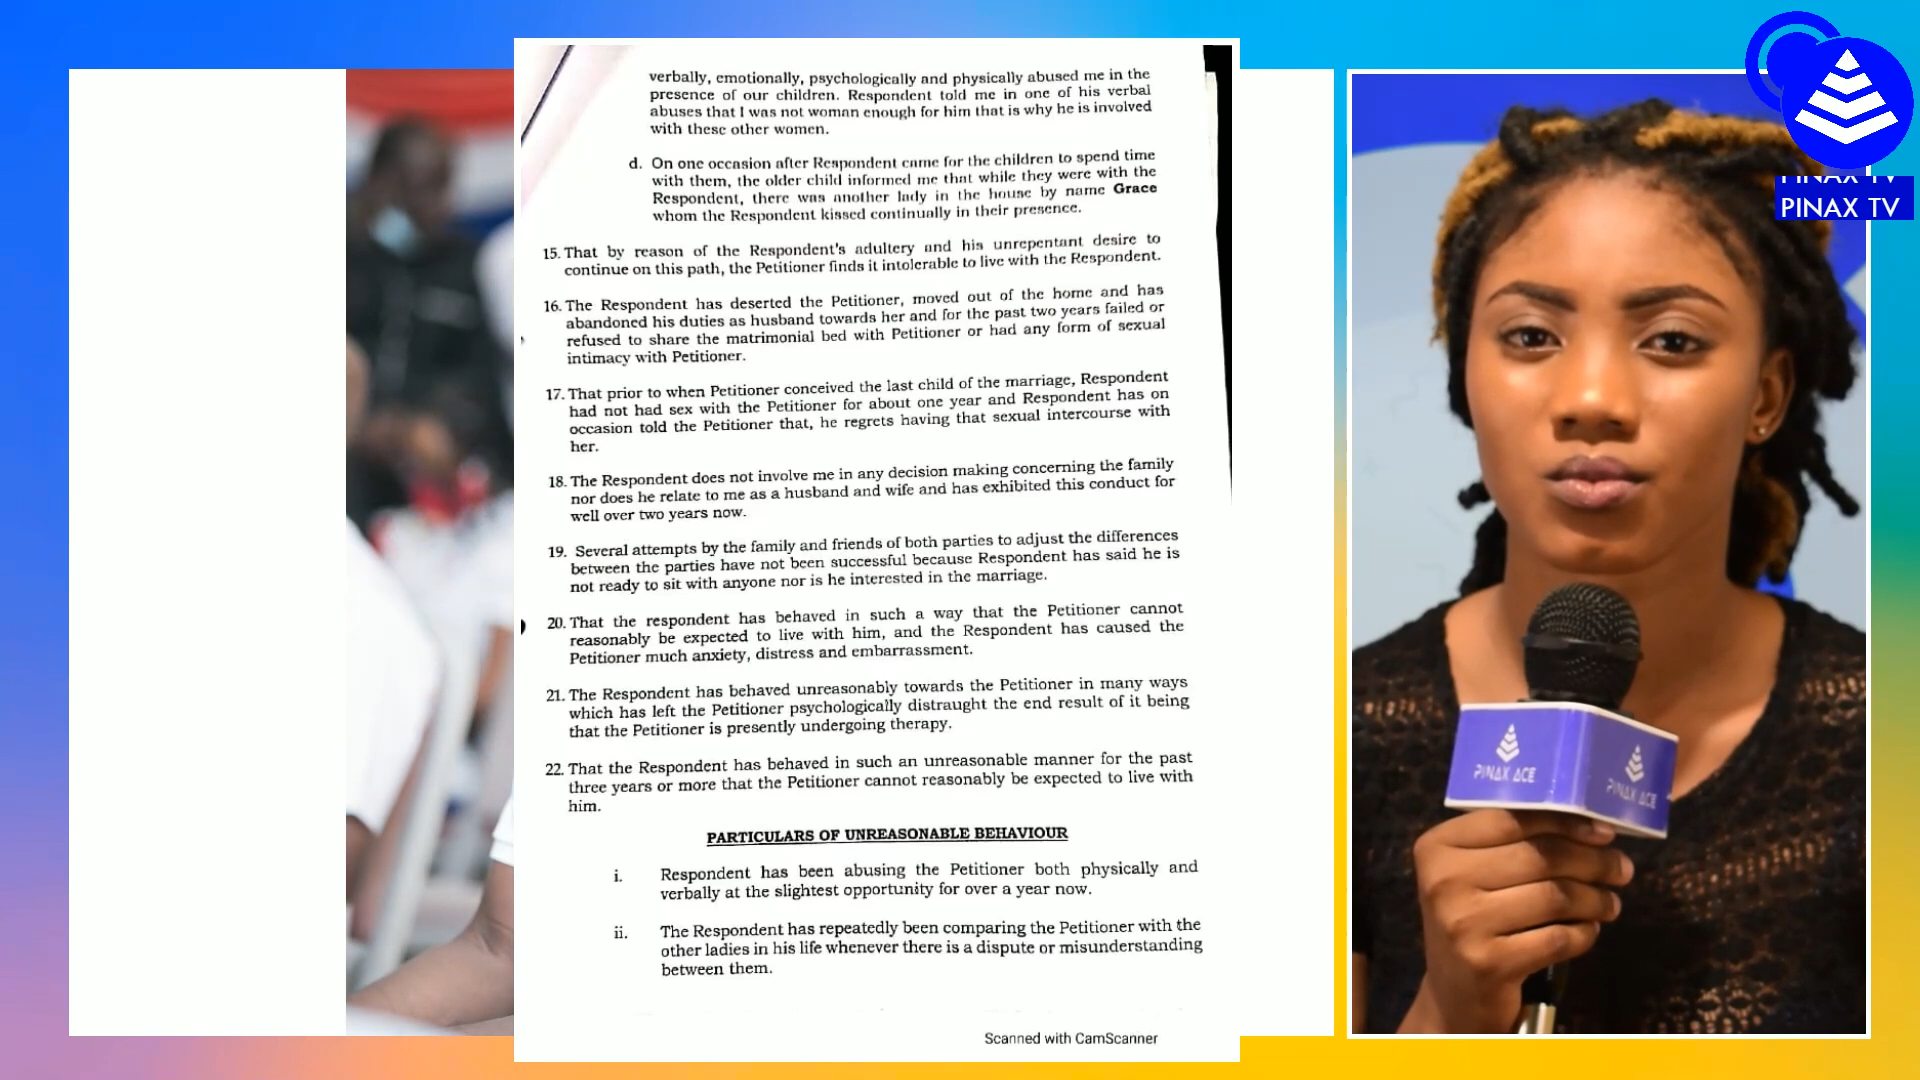 verbally, emotionally, psychologically and physically abused me in the
presence of our children. Respondent told me in one of his verbal
abuses that I was not woman enough for him that is why he is involved
with these other women.
d. On one occasion after Respondent came for the children to spend time
with them, the older child informed me that while they were with the
Respondent, there was another lady in the house by name Grace
whom the Respondent kissed continually in their presence.
15. That by reason of the Respondent's adultery and his unrepentant desire to
continue on this path, the Petitioner finds it intolerable to live with the Respondent.
16. The Respondent has deserted the Petitioner, moved out of the home and has
abandoned his duties as husband towards her and for the past two years failed or
refused to share the matrimonial bed with Petitioner or had any form of sexual
intimacy with Petitioner.
17. That prior to when Petitioner conceived the last child of the marriage, Respondent
had not had sex with the Petitioner for about one year and Respondent has on
occasion told the Petitioner that, he regrets having that sexual intercourse with
her.
18. The Respondent does not involve me in any decision making concerning the family
nor does he relate to me as a husband and wife and has exhibited this conduct for
well over two years now.
19. Several attempts by the family and friends of both parties to adjust the differences
between the parties have not been successful because Respondent has said he is
not ready to sit with anyone nor is he interested in the marriage.
20. That the respondent has behaved in such a way that the Petitioner cannot
reasonably be expected to live with him, and the Respondent has caused the
Petitioner much anxiety, distress and embarrassment.
21. The Respondent has behaved unreasonably towards the Petitioner in many ways
which has left the Petitioner psychologically distraught the end result of it being
that the Petitioner is presently undergoing therapy.
22. That the Respondent has behaved in such an unreasonable manner for the past
three years or more that the Petitioner cannot reasonably be expected to live with
him.
PARTICULARS OF UNREASONABLE BEHAVIOUR
i. Respondent has been abusing the Petitioner both physically and
verbally at the slightest opportunity for over a year now.
ii. The Respondent has repeatedly been comparing the Petitioner with the
other ladies in his life whenever there is a dispute or misunderstanding
between them.
Scanned with CamScanner
PINAX TV
PINAX TV
PINAX ACE
PINAX ACE